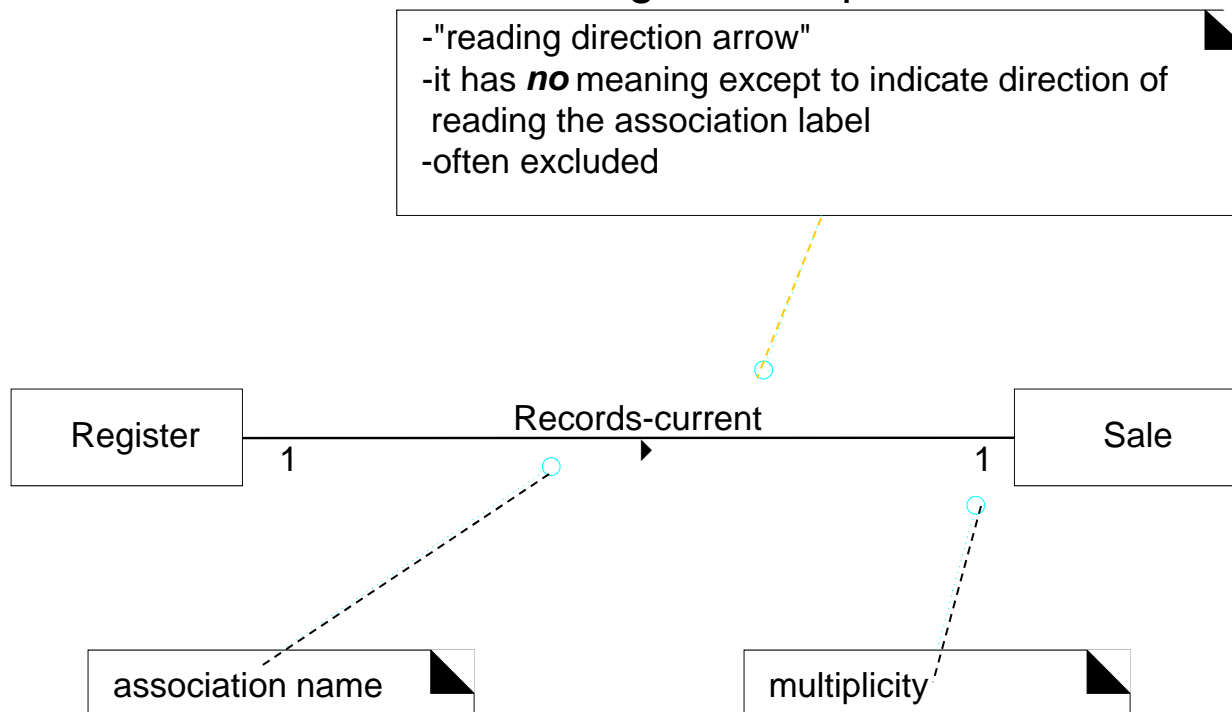 -"reading direction arrow"
-it has no meaning except to indicate direction of
reading the association label
-often excluded
Register
Records-current
Sale
1
1
association name
multiplicity